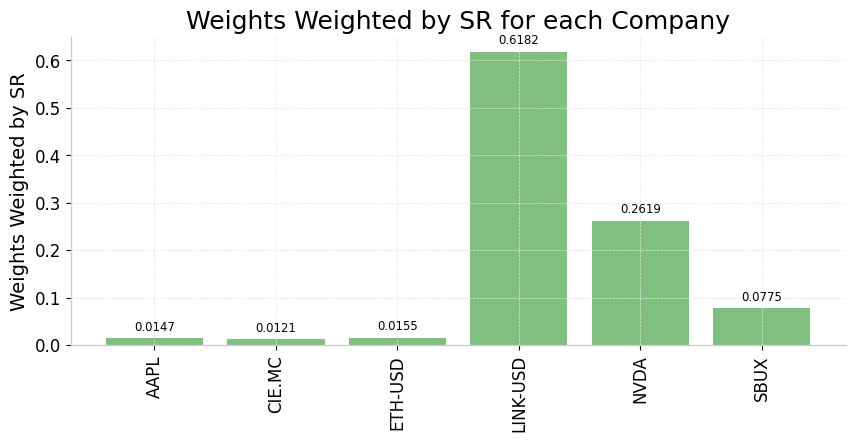 Weights Weighted by SR for each Company
Weights Weighted by SR
0.6
0.5
0.4
0.3
0.2
0.1
0.0
0.0147
0.0121
0.0155
0.6182
0.2619
0.0775
AAPL
CIE.MC
ETH-USD
LINK-USD
NVDA
SBUX